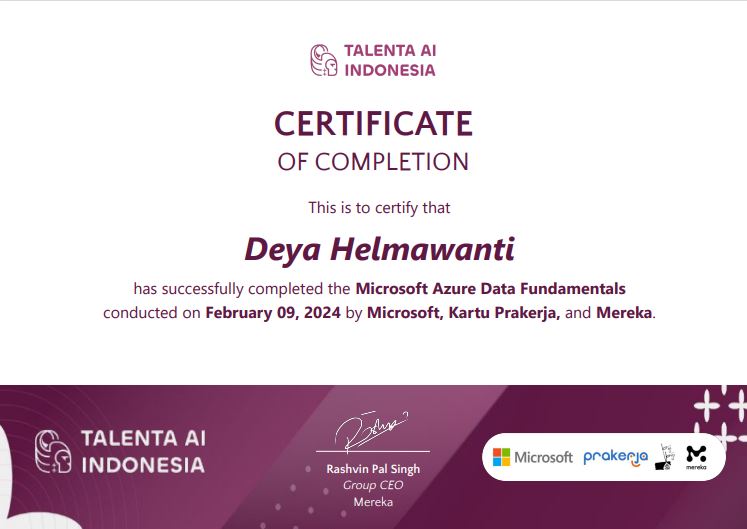 TALENTA AI
INDONESIA
CERTIFICATE
OF COMPLETION
This is to certify that
Deya Helmawanti
has successfully completed the Microsoft Azure Data Fundamentals
conducted on February 09, 2024 by Microsoft, Kartu Prakerja, and Mereka.
TALENTA AI
INDONESIA
Rashvin Pal Singh
Group CEO
Mereka
Microsoft
prakerja
mereka